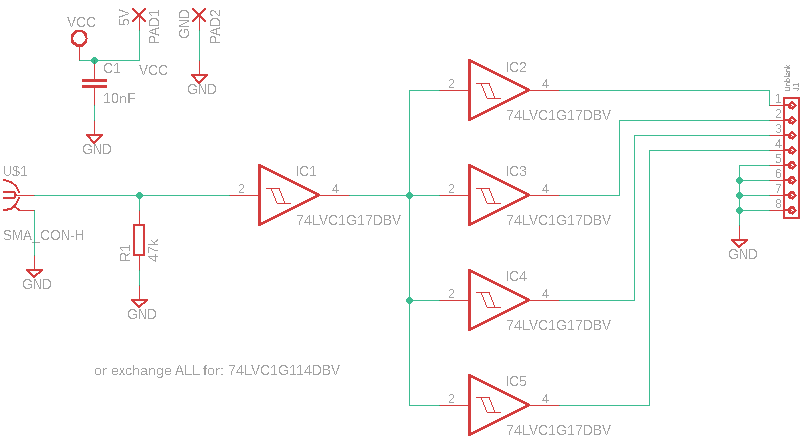 VCC
5V
PAD1
GND
PAD2
C1
VCC
10nF
GND
GND
IC2
2
4
74LVC1G17DBV
Unblank
J1
1
2
3
4
5
6
7
8
GND
U$1
SMA_CON-H
GND
R1
47k
GND
IC1
2
4
74LVC1G17DBV
IC3
2
4
74LVC1G17DBV
IC4
2
4
74LVC1G17DBV
IC5
2
4
74LVC1G17DBV
or exchange ALL for: 74LVC1G114DBV